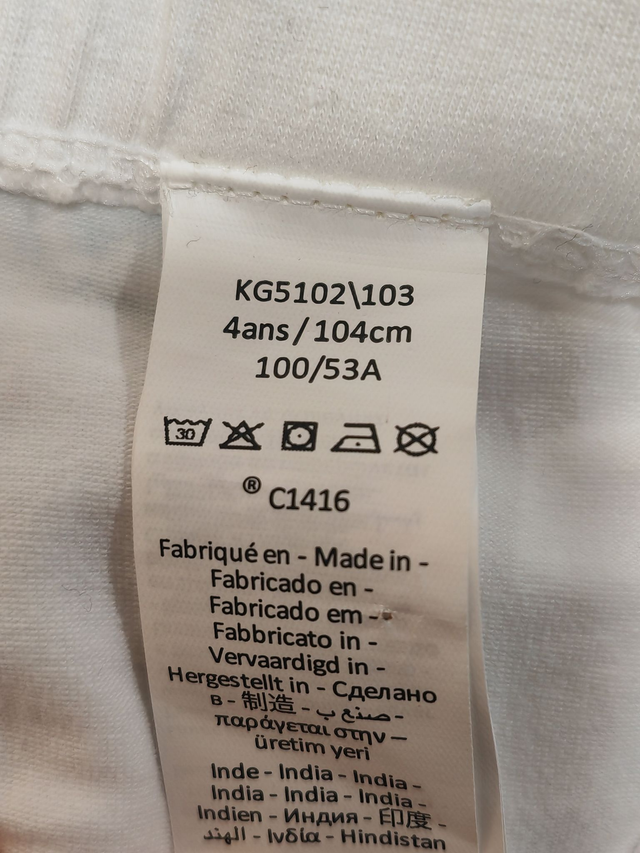 KG5102\103
4ans / 104cm
100/53A
30
® C1416
Fabriqué en - Made in -
Fabricado en -
Fabricado em -
Fabbricato in -
Vervaardigd in -
Hergestellt in - Сделано
в - 制造 - صنع ب -
παράγεται στην –
üretim yeri
Inde - India - India -
India - India - India -
Indien - Индия - 印度 -
الهند - Ινδία - Hindistan